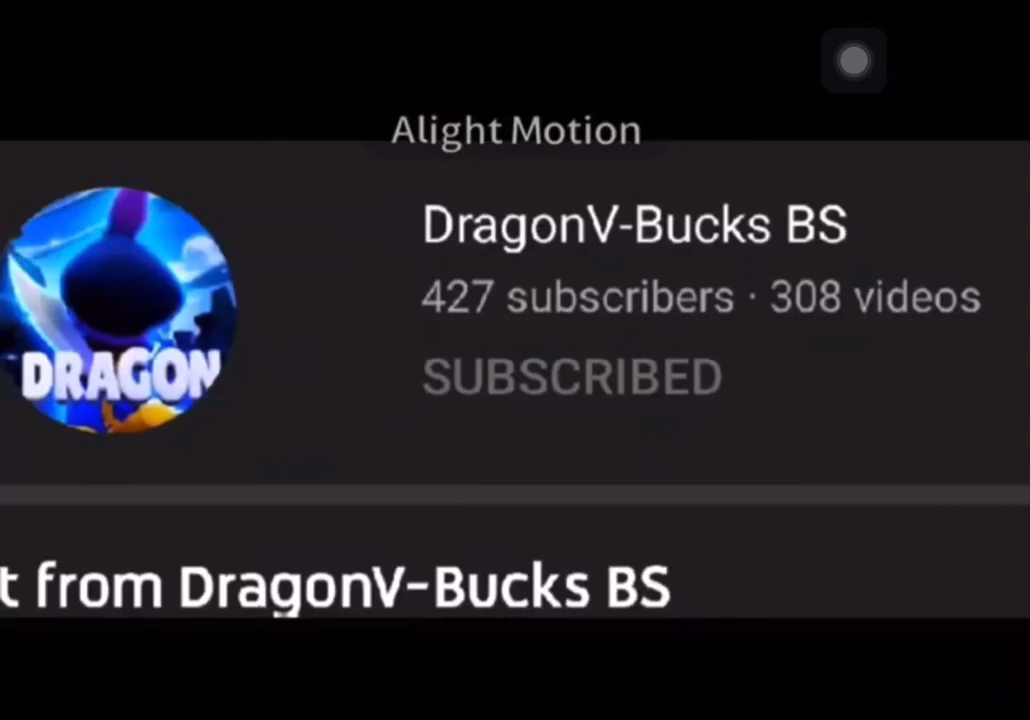 Alight Motion
DragonV-Bucks BS
427 subscribers · 308 videos
SUBSCRIBED
DRAGON
t from DragonV-Bucks BS